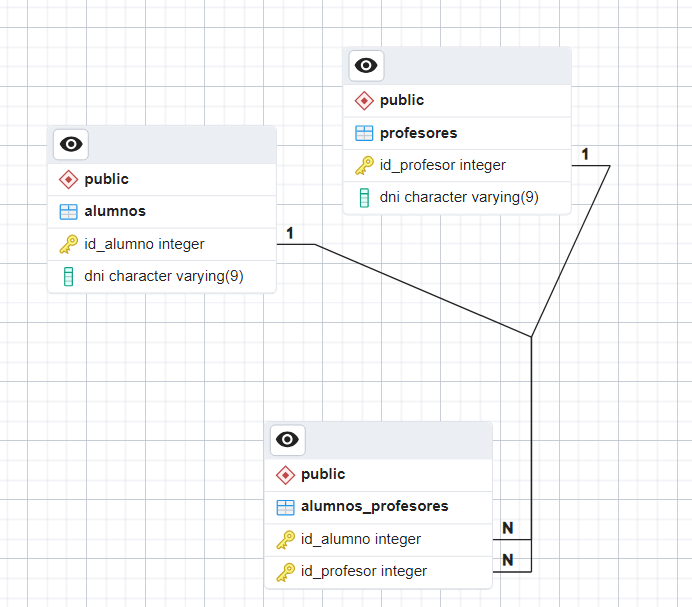 public
profesores
id_profesor integer
dni character varying(9)
1
public
alumnos
id_alumno integer
dni character varying(9)
1
public
alumnos_profesores
id_alumno integer
N
id_profesor integer
N